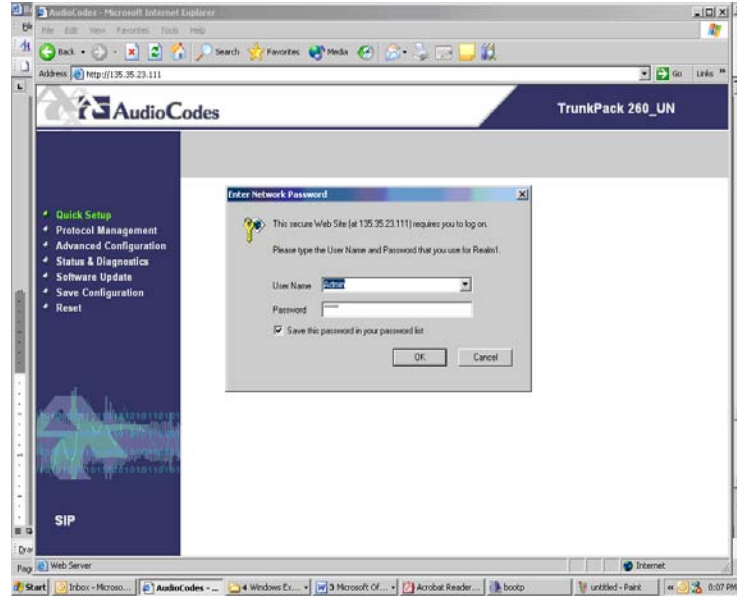 AudioCodes - Microsoft Internet Explorer
File Edit View Favorites Tools Help
Back Search Favorites Media
Address http://135.35.23.111 Go Links »
AudioCodes
TrunkPack 260_UN
Quick Setup
Protocol Management
Advanced Configuration
Status & Diagnostics
Software Update
Save Configuration
Reset
SIP
Enter Network Password
This secure Web Site (at 135.35.23.111) requires you to log on.
Please type the User Name and Password that you use for Realm1.
User Name Admin
Password
Save this password in your password list
OK Cancel
Web Server Internet
Start Inbox - Microso... AudioCodes - ... 4 Windows Ex... 3 Microsoft Of... Acrobat Reader... bootp untitled - Paint « 6:07 PM